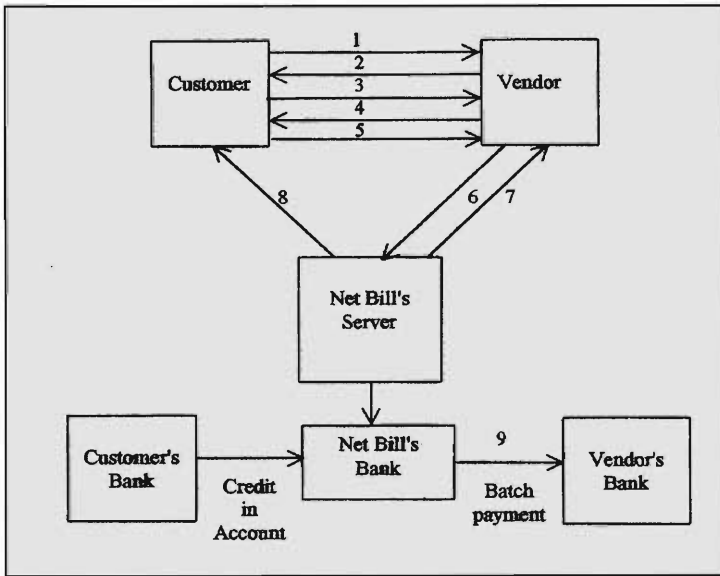 1
2
Customer
3
Vendor
4
5
8
6
7
Net Bill's
Server
Customer's
Bank
Net Bill's
Bank
9
Vendor's
Bank
Credit
in
Account
Batch
payment